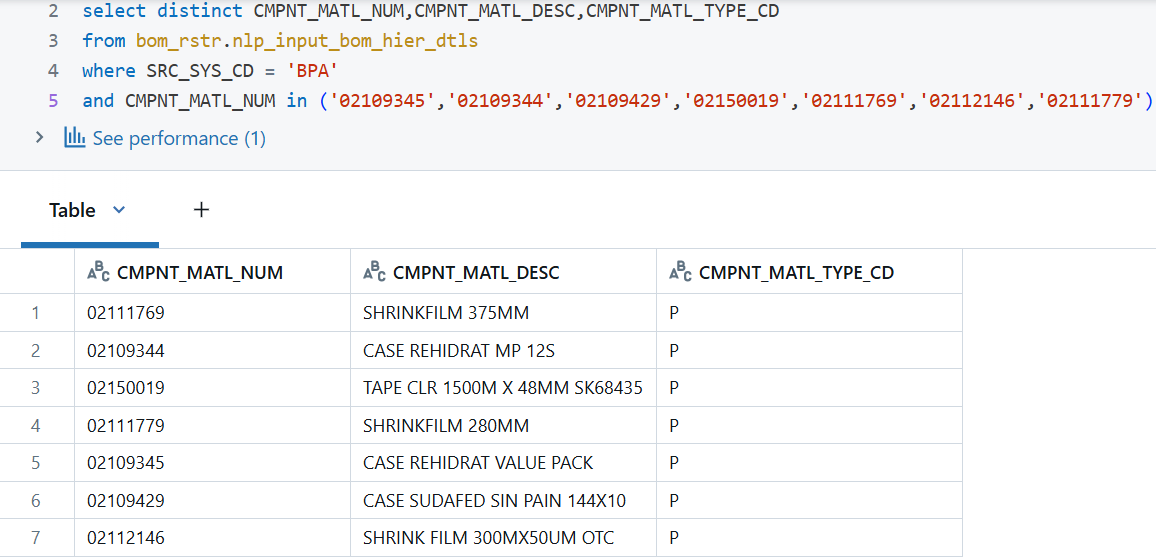 2 select distinct CMPNT_MATL_NUM,CMPNT_MATL_DESC,CMPNT_MATL_TYPE_CD
3 from bom_rstr.nlp_input_bom_hier_dtls
4 where SRC_SYS_CD = 'BPA'
5 and CMPNT_MATL_NUM in ('02109345','02109344','02109429','02150019','02111769','02112146','02111779')
See performance (1)
Table +
ABC CMPNT_MATL_NUM ABC CMPNT_MATL_DESC ABC CMPNT_MATL_TYPE_CD
1 02111769 SHRINKFILM 375MM P
2 02109344 CASE REHIDRAT MP 12S P
3 02150019 TAPE CLR 1500M X 48MM SK68435 P
4 02111779 SHRINKFILM 280MM P
5 02109345 CASE REHIDRAT VALUE PACK P
6 02109429 CASE SUDAFED SIN PAIN 144X10 P
7 02112146 SHRINK FILM 300MX50UM OTC P